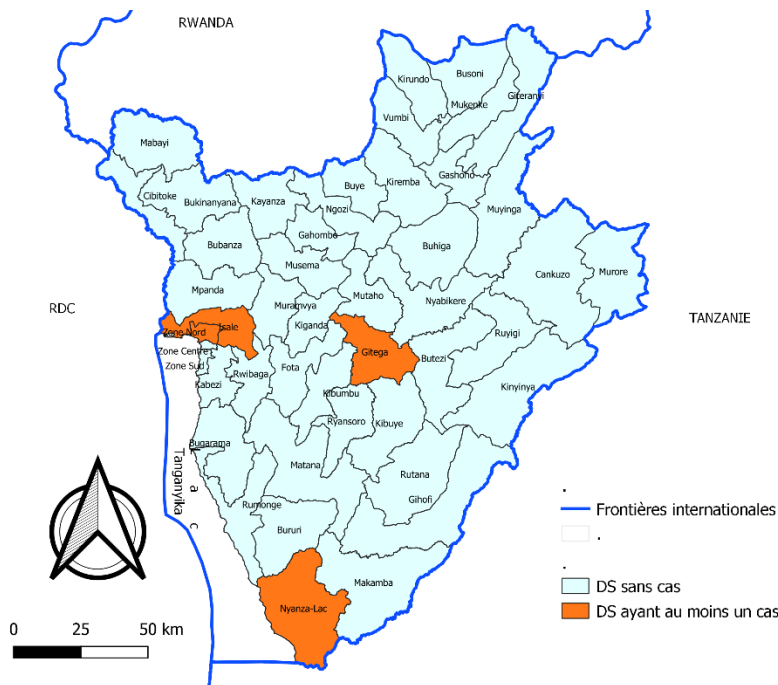 RWANDA
Kirundo
Busoni
Mukenke
Giteranyi
Vumbi
Mabayi
Gashoho
Cibitoke
Bukinanyana
Kayanza
Buye
Kiremba
Ngozi
Muyinga
Bubanza
Gahombo
Buhiga
Musema
Cankuzo
Murore
Mpanda
Mutaho
Nyabikere
RDC
Muramvya
TANZANIE
Zone Nord
Isale
Kiganda
Ruyigi
Zone Centre
Gitega
Butezi
Zone Sud
Rwibaga
Fota
Kabezi
Kinyinya
Kibumbu
Ryansoro
Kibuye
Bugarama
Lac
Tanganyika
Matana
Rutana
Gihofi
Rumonge
Bururi
Makamba
Nyanza-Lac
.
Frontières internationales
.
.
DS sans cas
DS ayant au moins un cas
0 25 50 km